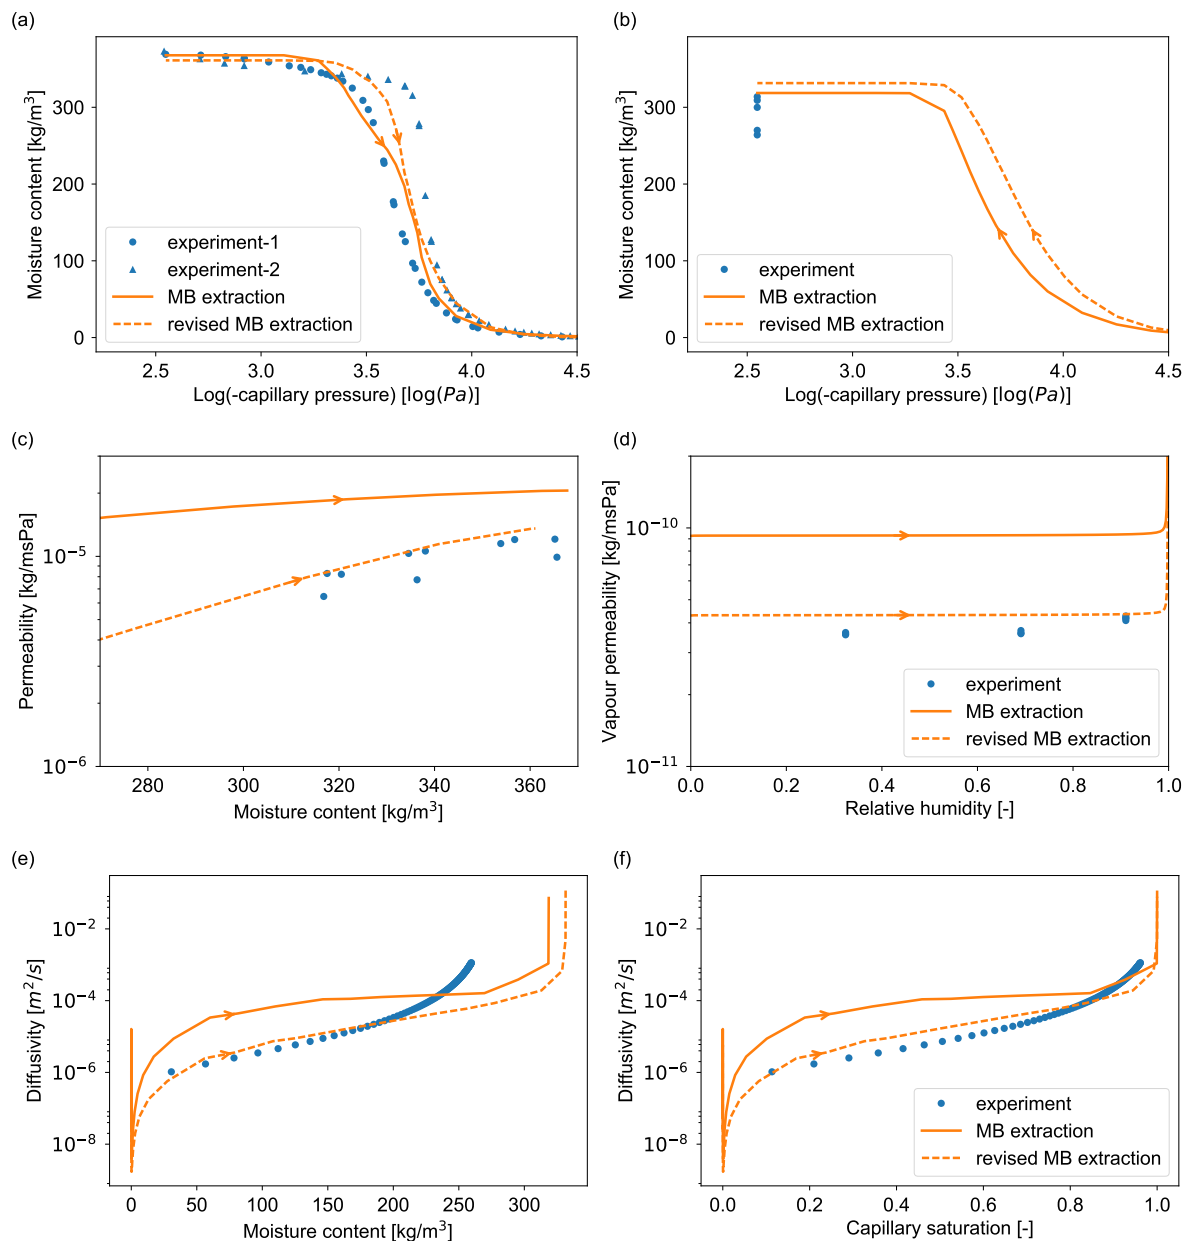 (a)
300
200
100
0
Moisture content [kg/m³]
experiment-1
experiment-2
MB extraction
revised MB extraction
2.5 3.0 3.5 4.0 4.5
Log(-capillary pressure) [log(Pa)]
(b)
300
200
100
0
Moisture content [kg/m³]
experiment
MB extraction
revised MB extraction
2.5 3.0 3.5 4.0 4.5
Log(-capillary pressure) [log(Pa)]
(c)
10⁻⁵
10⁻⁶
Permeability [kg/msPa]
280 300 320 340 360
Moisture content [kg/m³]
(d)
10⁻¹⁰
10⁻¹¹
Vapour permeability [kg/msPa]
experiment
MB extraction
revised MB extraction
0.0 0.2 0.4 0.6 0.8 1.0
Relative humidity [-]
(e)
10⁻²
10⁻⁴
10⁻⁶
10⁻⁸
Diffusivity [m²/s]
0 50 100 150 200 250 300
Moisture content [kg/m³]
(f)
10⁻²
10⁻⁴
10⁻⁶
10⁻⁸
Diffusivity [m²/s]
experiment
MB extraction
revised MB extraction
0.0 0.2 0.4 0.6 0.8 1.0
Capillary saturation [-]